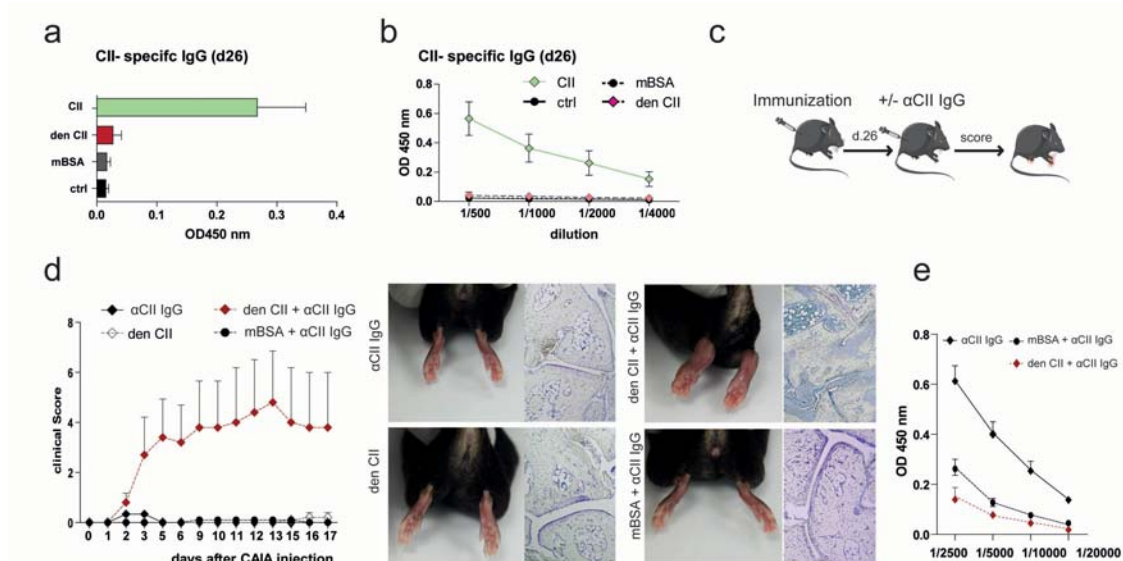 a
CII- specifc IgG (d26)
CII
den CII
mBSA
ctrl
0.0 0.1 0.2 0.3 0.4
OD450 nm
b
CII- specific IgG (d26)
CII mBSA
ctrl den CII
0.8
0.6
0.4
0.2
0.0
OD 450 nm
1/500 1/1000 1/2000 1/4000
dilution
c
Immunization +/- αCII IgG
d.26 score
d
αCII IgG den CII + αCII IgG
den CII mBSA + αCII IgG
8
6
4
2
0
clinical Score
0 1 2 3 5 6 9 10 11 12 13 15 16 17
days after CAIA injection
αCII IgG
den CII + αCII IgG
den CII
mBSA + αCII IgG
e
αCII IgG mBSA + αCII IgG
den CII + αCII IgG
0.8
0.6
0.4
0.2
0.0
OD 450 nm
1/2500 1/5000 1/10000 1/20000